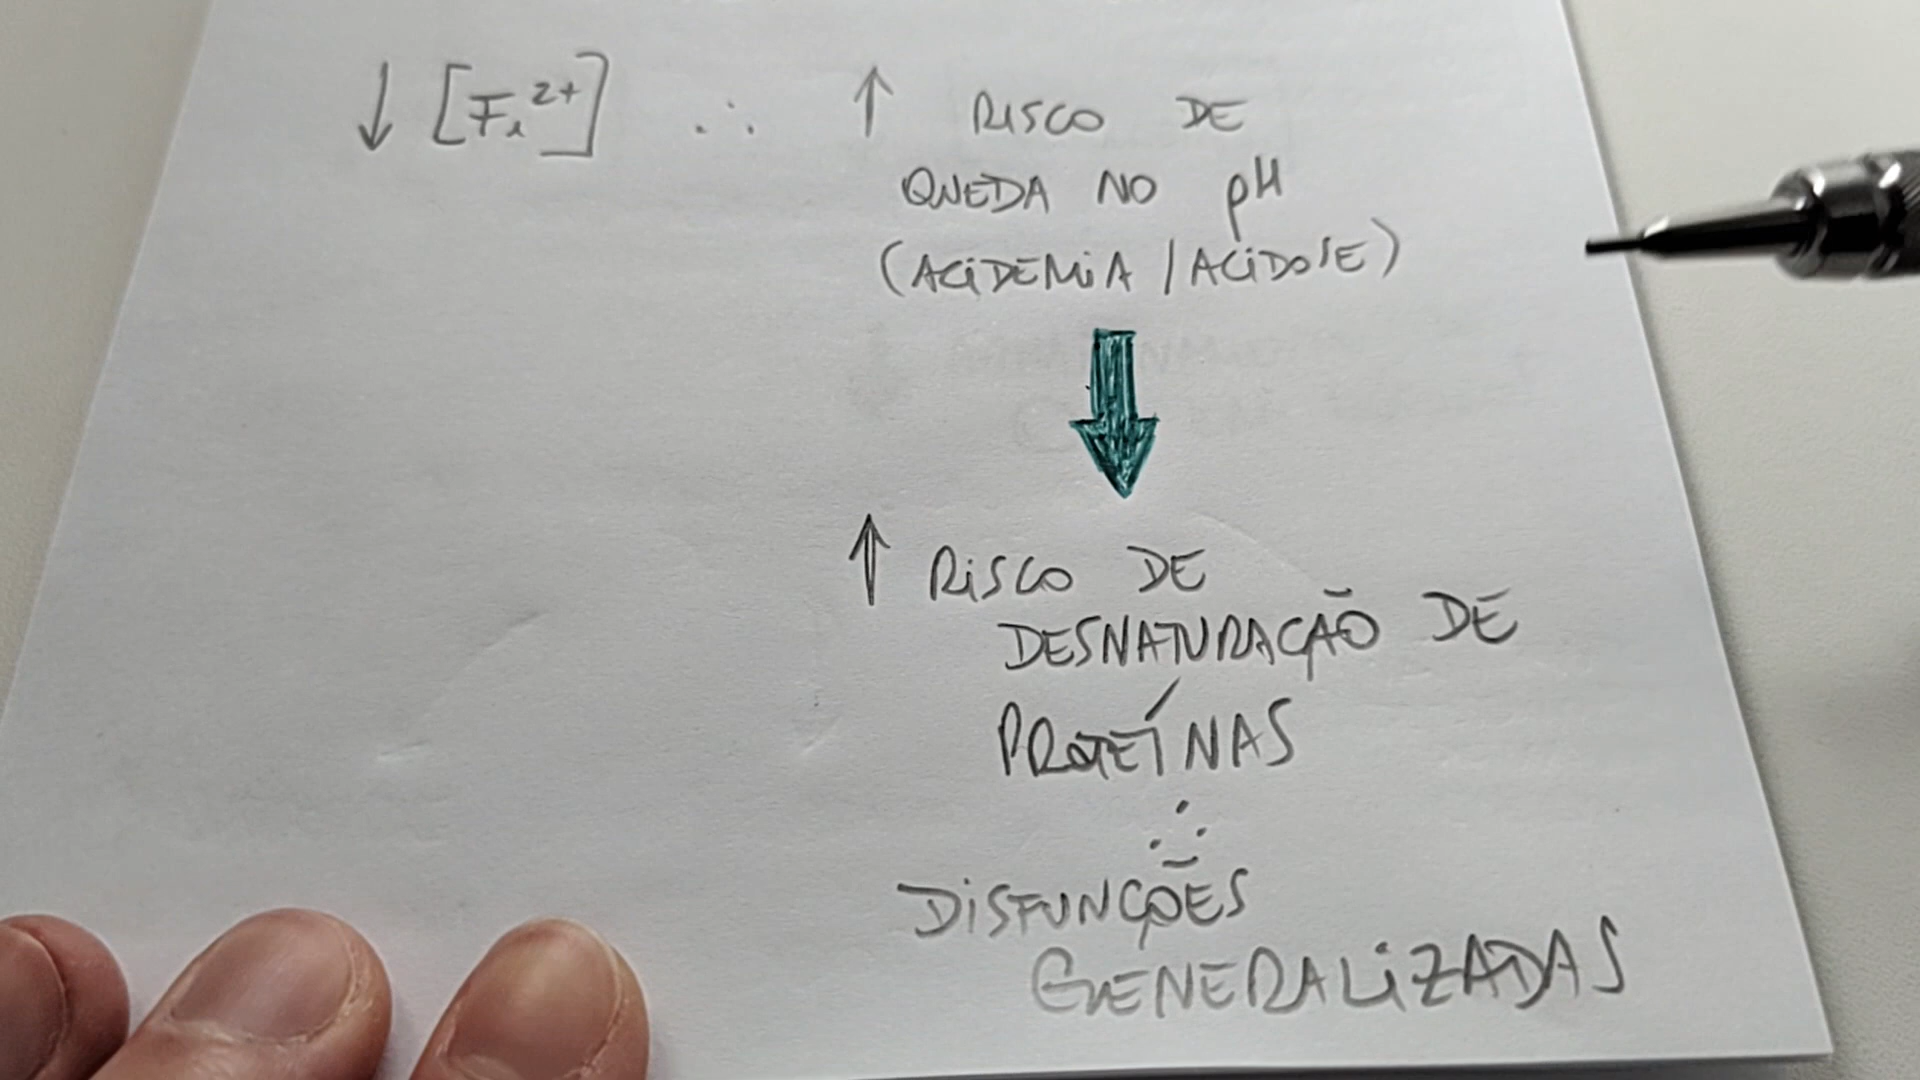 ↓ [Fe²⁺] ∴ ↑ RISCO DE
QUEDA NO pH
(ACiDEMiA / ACiDOSE)
↑ RiSCO DE
DESNATURAÇÃO DE
PROTEÍNAS
∴
DiSFUNÇÕES
GENERALiZADAS